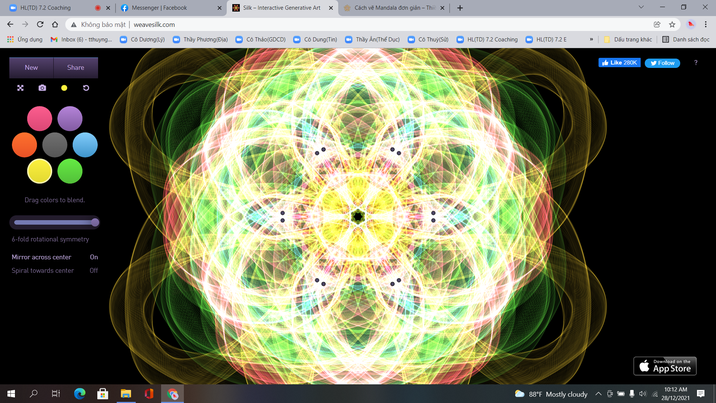 HL(TD) 7.2 Coaching
Messenger | Facebook
Silk – Interactive Generative Art
Cách vẽ Mandala đơn giản – Th
Không bảo mật | weavesilk.com
Ứng dụng
Inbox (6) - tthuyng...
Cô Dương(Lý)
Thầy Phương(Địa)
Cô Thảo(GDCD)
Cô Dung(Tin)
Thầy Ân(Thể Dục)
Cô Thuỷ(Sử)
HL(TD) 7.2 Coaching
HL(TD) 7.2 E
»
Dấu trang khác
Danh sách đọc
New
Share
Like 280K
Follow
?
Drag colors to blend.
6-fold rotational symmetry
Mirror across center On
Spiral towards center Off
Download on the
App Store
88°F Mostly cloudy
10:12 AM
28/12/2021